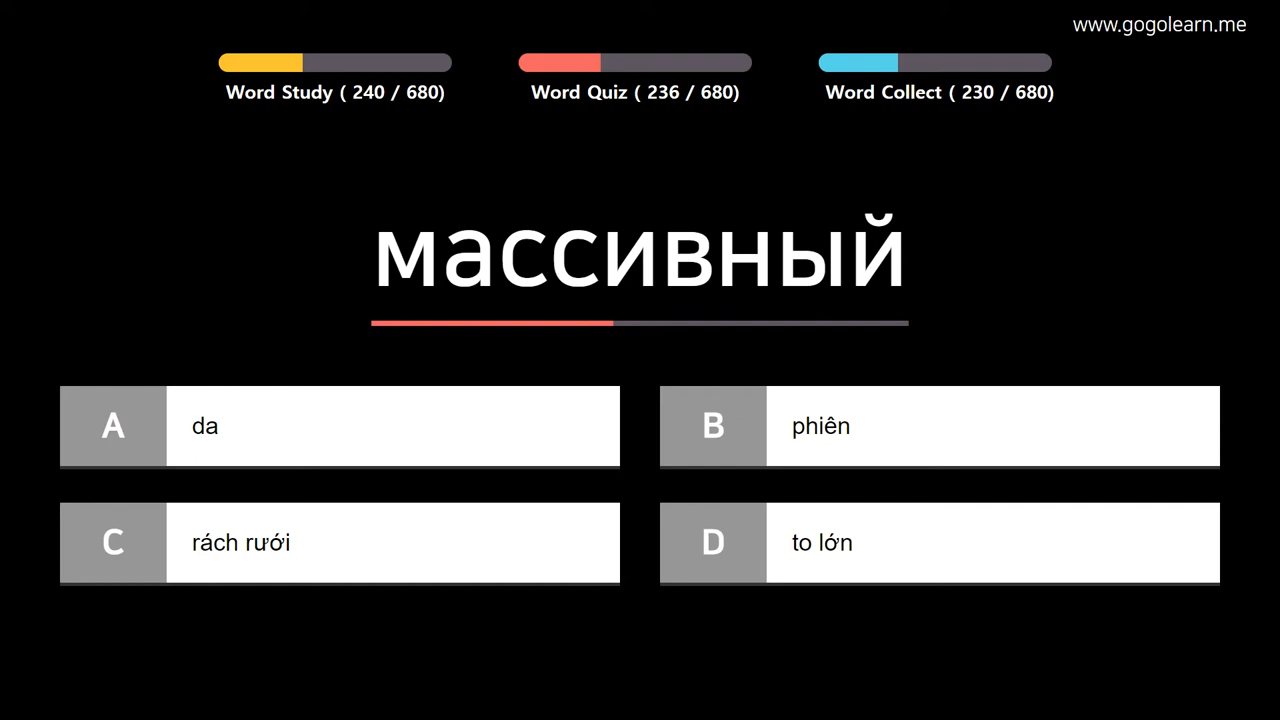 www.gogolearn.me
Word Study ( 240 / 680)
Word Quiz ( 236 / 680)
Word Collect ( 230 / 680)
массивный
A da
B phiên
C rách rưới
D to lớn